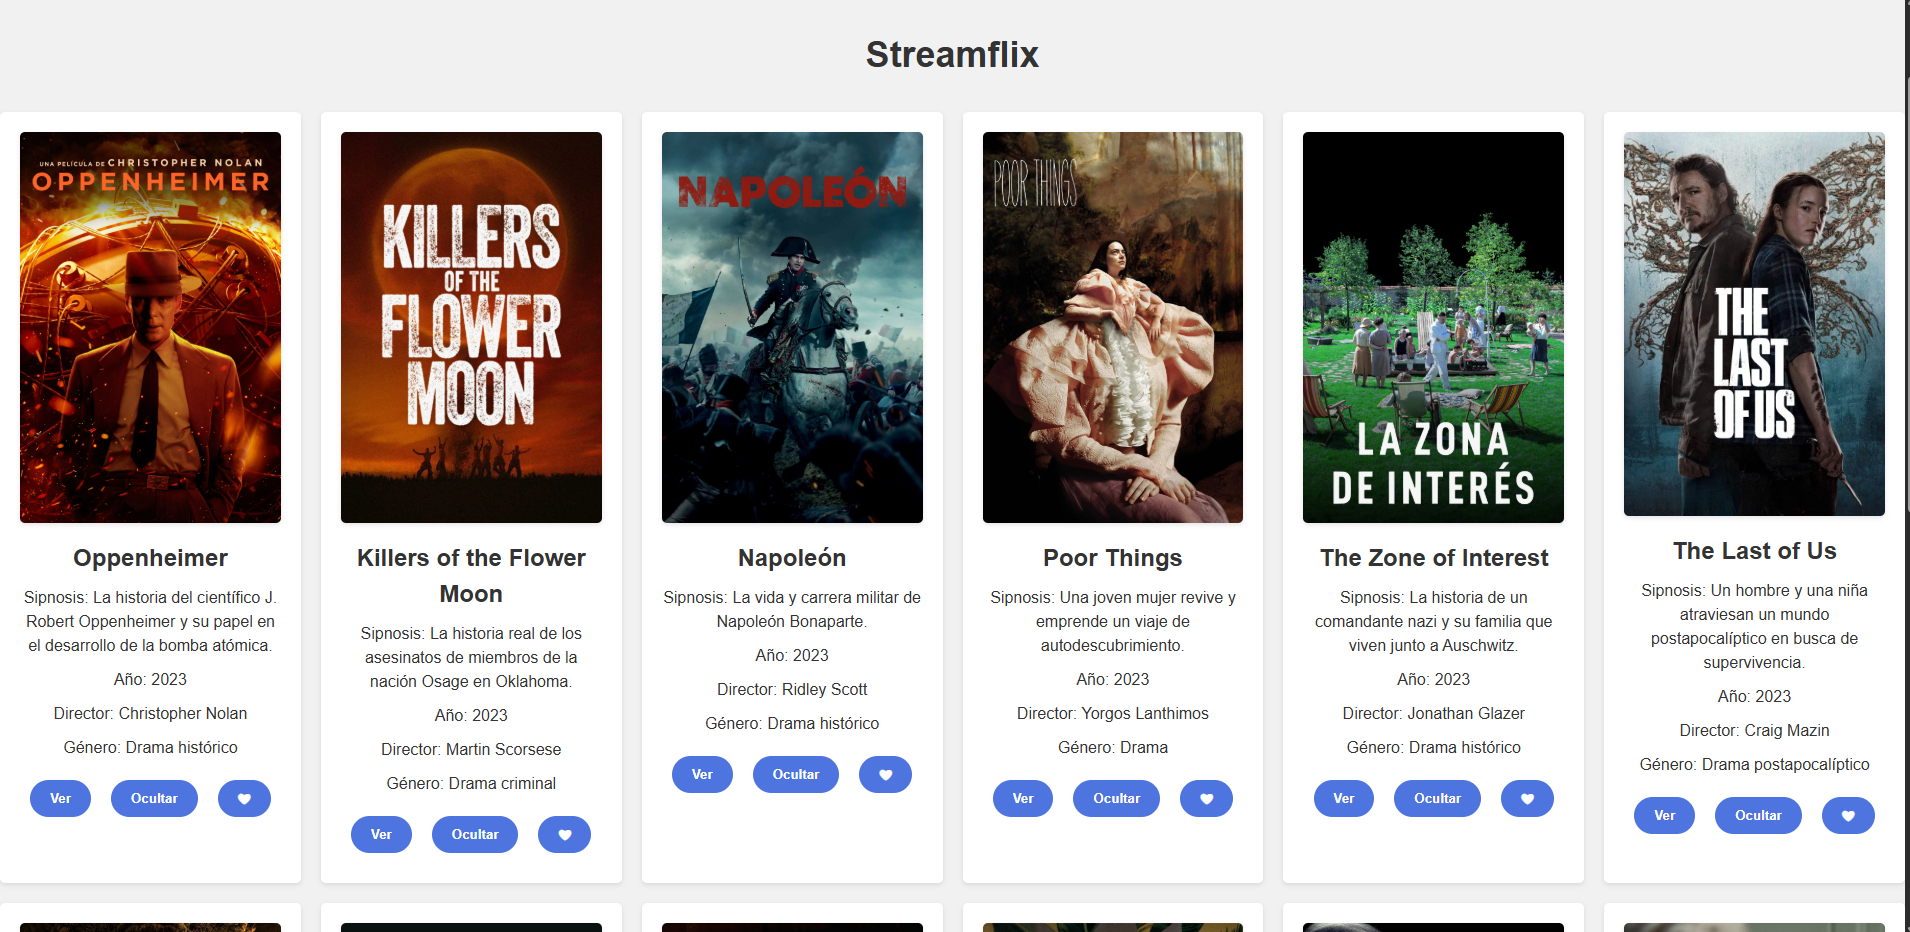 Streamflix
UNA PELÍCULA DE CHRISTOPHER NOLAN
OPPENHEIMER
Oppenheimer
Sipnosis: La historia del científico J.
Robert Oppenheimer y su papel en
el desarrollo de la bomba atómica.
Año: 2023
Director: Christopher Nolan
Género: Drama histórico
Ver
Ocultar
KILLERS
OF THE
FLOWER
MOON
Killers of the Flower
Moon
Sipnosis: La historia real de los
asesinatos de miembros de la
nación Osage en Oklahoma.
Año: 2023
Director: Martin Scorsese
Género: Drama criminal
Ver
Ocultar
NAPOLEÓN
Napoleón
Sipnosis: La vida y carrera militar de
Napoleón Bonaparte.
Año: 2023
Director: Ridley Scott
Género: Drama histórico
Ver
Ocultar
POOR THINGS
Poor Things
Sipnosis: Una joven mujer revive y
emprende un viaje de
autodescubrimiento.
Año: 2023
Director: Yorgos Lanthimos
Género: Drama
Ver
Ocultar
LA ZONA
DE INTERÉS
The Zone of Interest
Sipnosis: La historia de un
comandante nazi y su familia que
viven junto a Auschwitz.
Año: 2023
Director: Jonathan Glazer
Género: Drama histórico
Ver
Ocultar
THE
LAST
OF US
The Last of Us
Sipnosis: Un hombre y una niña
atraviesan un mundo
postapocalíptico en busca de
supervivencia.
Año: 2023
Director: Craig Mazin
Género: Drama postapocalíptico
Ver
Ocultar